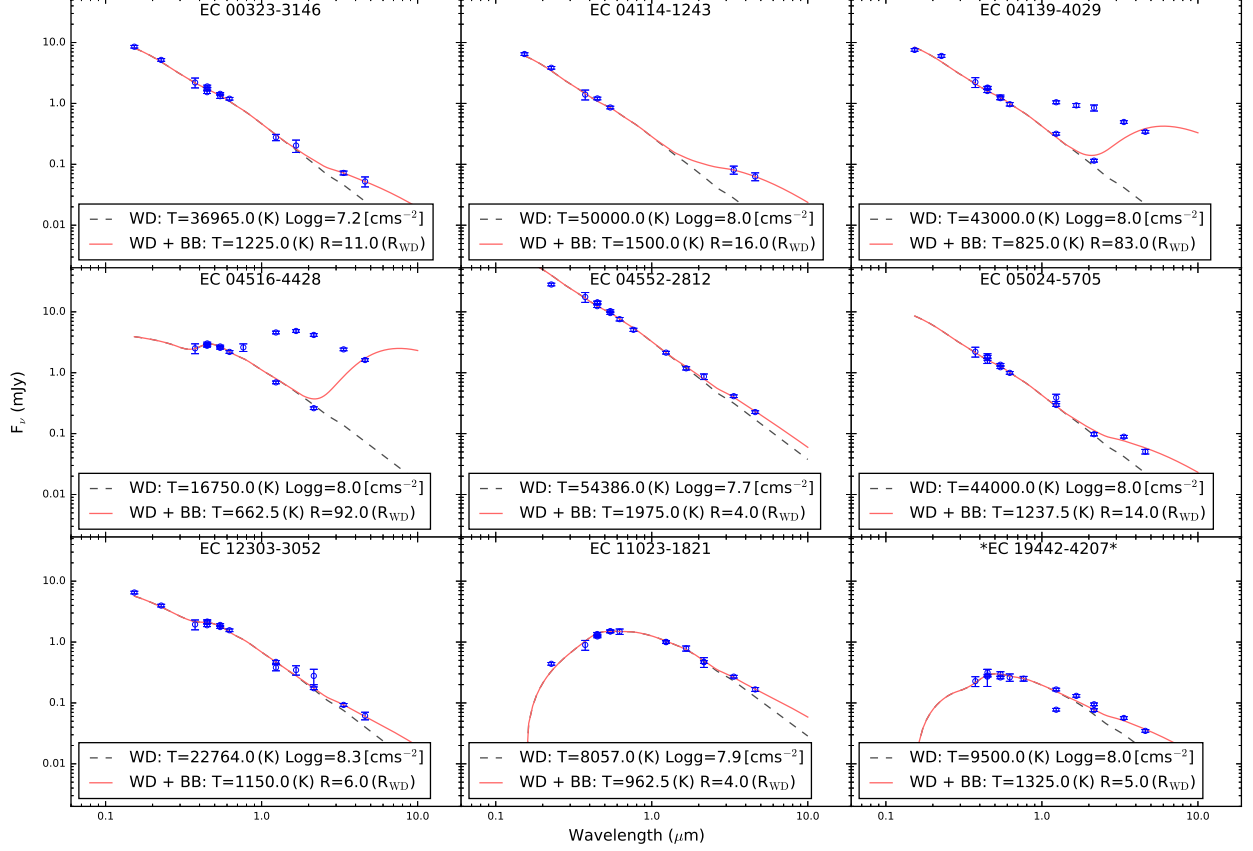 EC 00323-3146
EC 04114-1243
EC 04139-4029
10.0
1.0
0.1
0.01
WD: T=36965.0 (K) Logg=7.2 [cms⁻²]
WD + BB: T=1225.0 (K) R=11.0 (R_WD)
WD: T=50000.0 (K) Logg=8.0 [cms⁻²]
WD + BB: T=1500.0 (K) R=16.0 (R_WD)
WD: T=43000.0 (K) Logg=8.0 [cms⁻²]
WD + BB: T=825.0 (K) R=83.0 (R_WD)
EC 04516-4428
EC 04552-2812
EC 05024-5705
10.0
1.0
0.1
0.01
F_ν (mJy)
WD: T=16750.0 (K) Logg=8.0 [cms⁻²]
WD + BB: T=662.5 (K) R=92.0 (R_WD)
WD: T=54386.0 (K) Logg=7.7 [cms⁻²]
WD + BB: T=1975.0 (K) R=4.0 (R_WD)
WD: T=44000.0 (K) Logg=8.0 [cms⁻²]
WD + BB: T=1237.5 (K) R=14.0 (R_WD)
EC 12303-3052
EC 11023-1821
*EC 19442-4207*
10.0
1.0
0.1
0.01
WD: T=22764.0 (K) Logg=8.3 [cms⁻²]
WD + BB: T=1150.0 (K) R=6.0 (R_WD)
WD: T=8057.0 (K) Logg=7.9 [cms⁻²]
WD + BB: T=962.5 (K) R=4.0 (R_WD)
WD: T=9500.0 (K) Logg=8.0 [cms⁻²]
WD + BB: T=1325.0 (K) R=5.0 (R_WD)
0.1 1.0 10.0
0.1 1.0 10.0
0.1 1.0 10.0
Wavelength (μm)